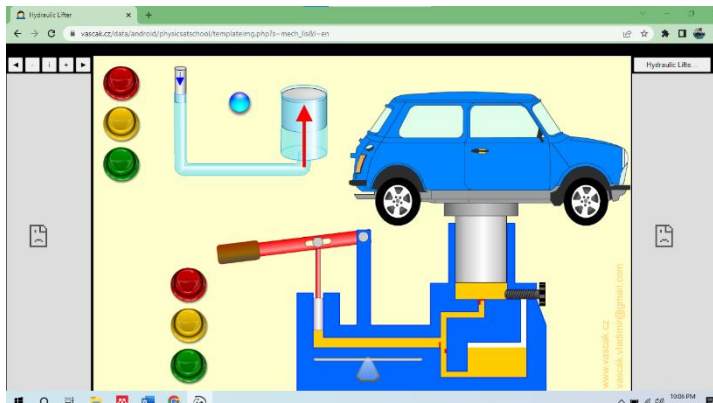 Hydraulic Lifter
vascak.cz/data/android/physicsatschool/templateimg.php?s=mech_lis&l=en
Hydraulic Lifte...
www.vascak.cz
vascak.vladimir@gmail.com
10:06 PM